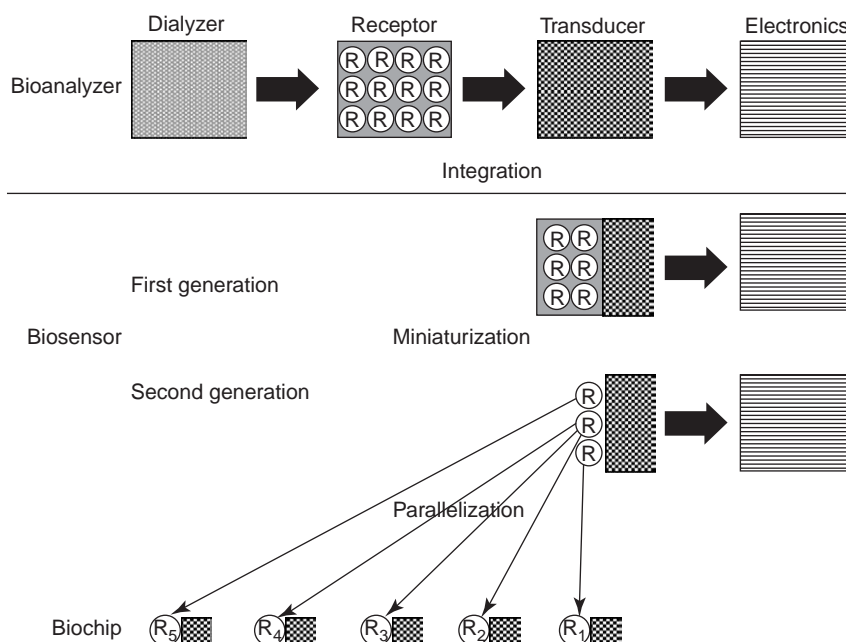 Dialyzer Receptor Transducer Electronics
Bioanalyzer
R R R R
R R R R
R R R R
Integration
R R
R R
R R
First generation
Biosensor Miniaturization
Second generation
R
R
R
Parallelization
Biochip R5 R4 R3 R2 R1